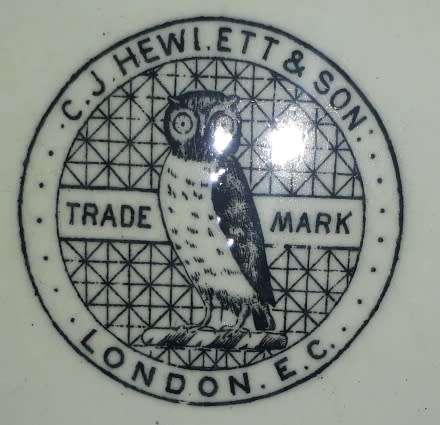 C.J. HEWLETT & SON.
TRADE MARK
LONDON. E.C.